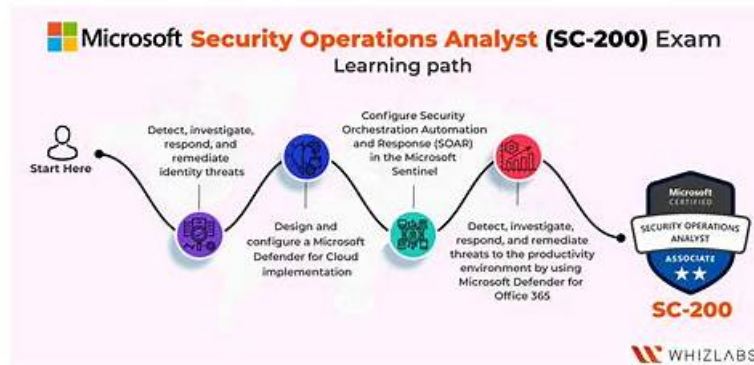 Microsoft Security Operations Analyst (SC-200) Exam
Learning path
Start Here
Detect, investigate,
respond, and
remediate
identity threats
Design and
configure a Microsoft
Defender for Cloud
implementation
Configure Security
Orchestration Automation
and Response (SOAR)
in the Microsoft
Sentinel
Detect, investigate,
respond, and remediate
threats to the productivity
environment by using
Microsoft Defender for
Office 365
Microsoft
CERTIFIED
SECURITY OPERATIONS
ANALYST
ASSOCIATE
SC-200
WHIZLABS